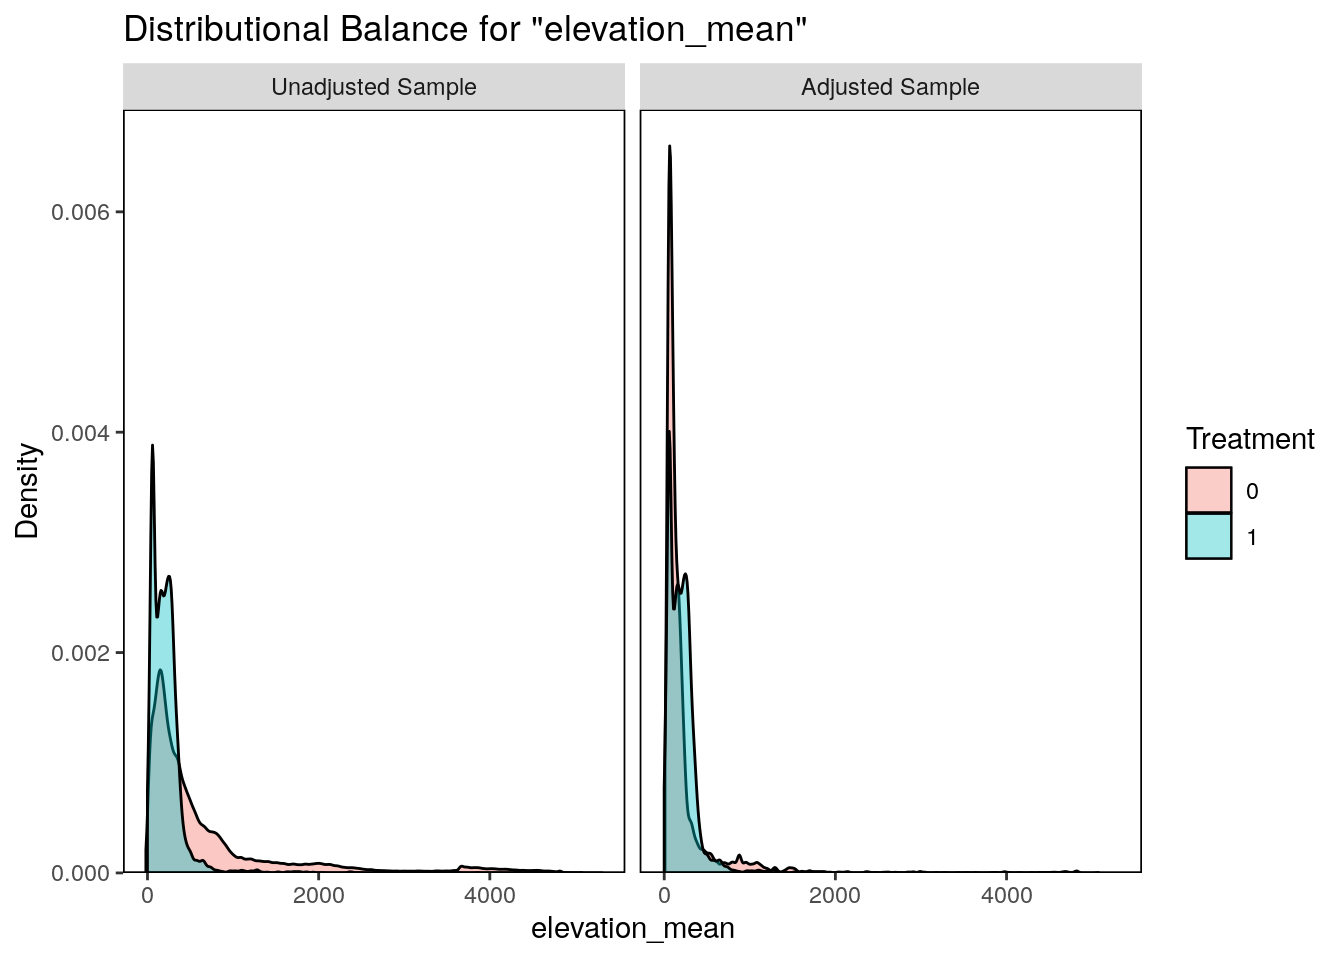 Distributional Balance for "elevation_mean"
Unadjusted Sample
Adjusted Sample
0.006
0.004
0.002
0.000
Density
0
2000
4000
0
2000
4000
elevation_mean
Treatment
0
1